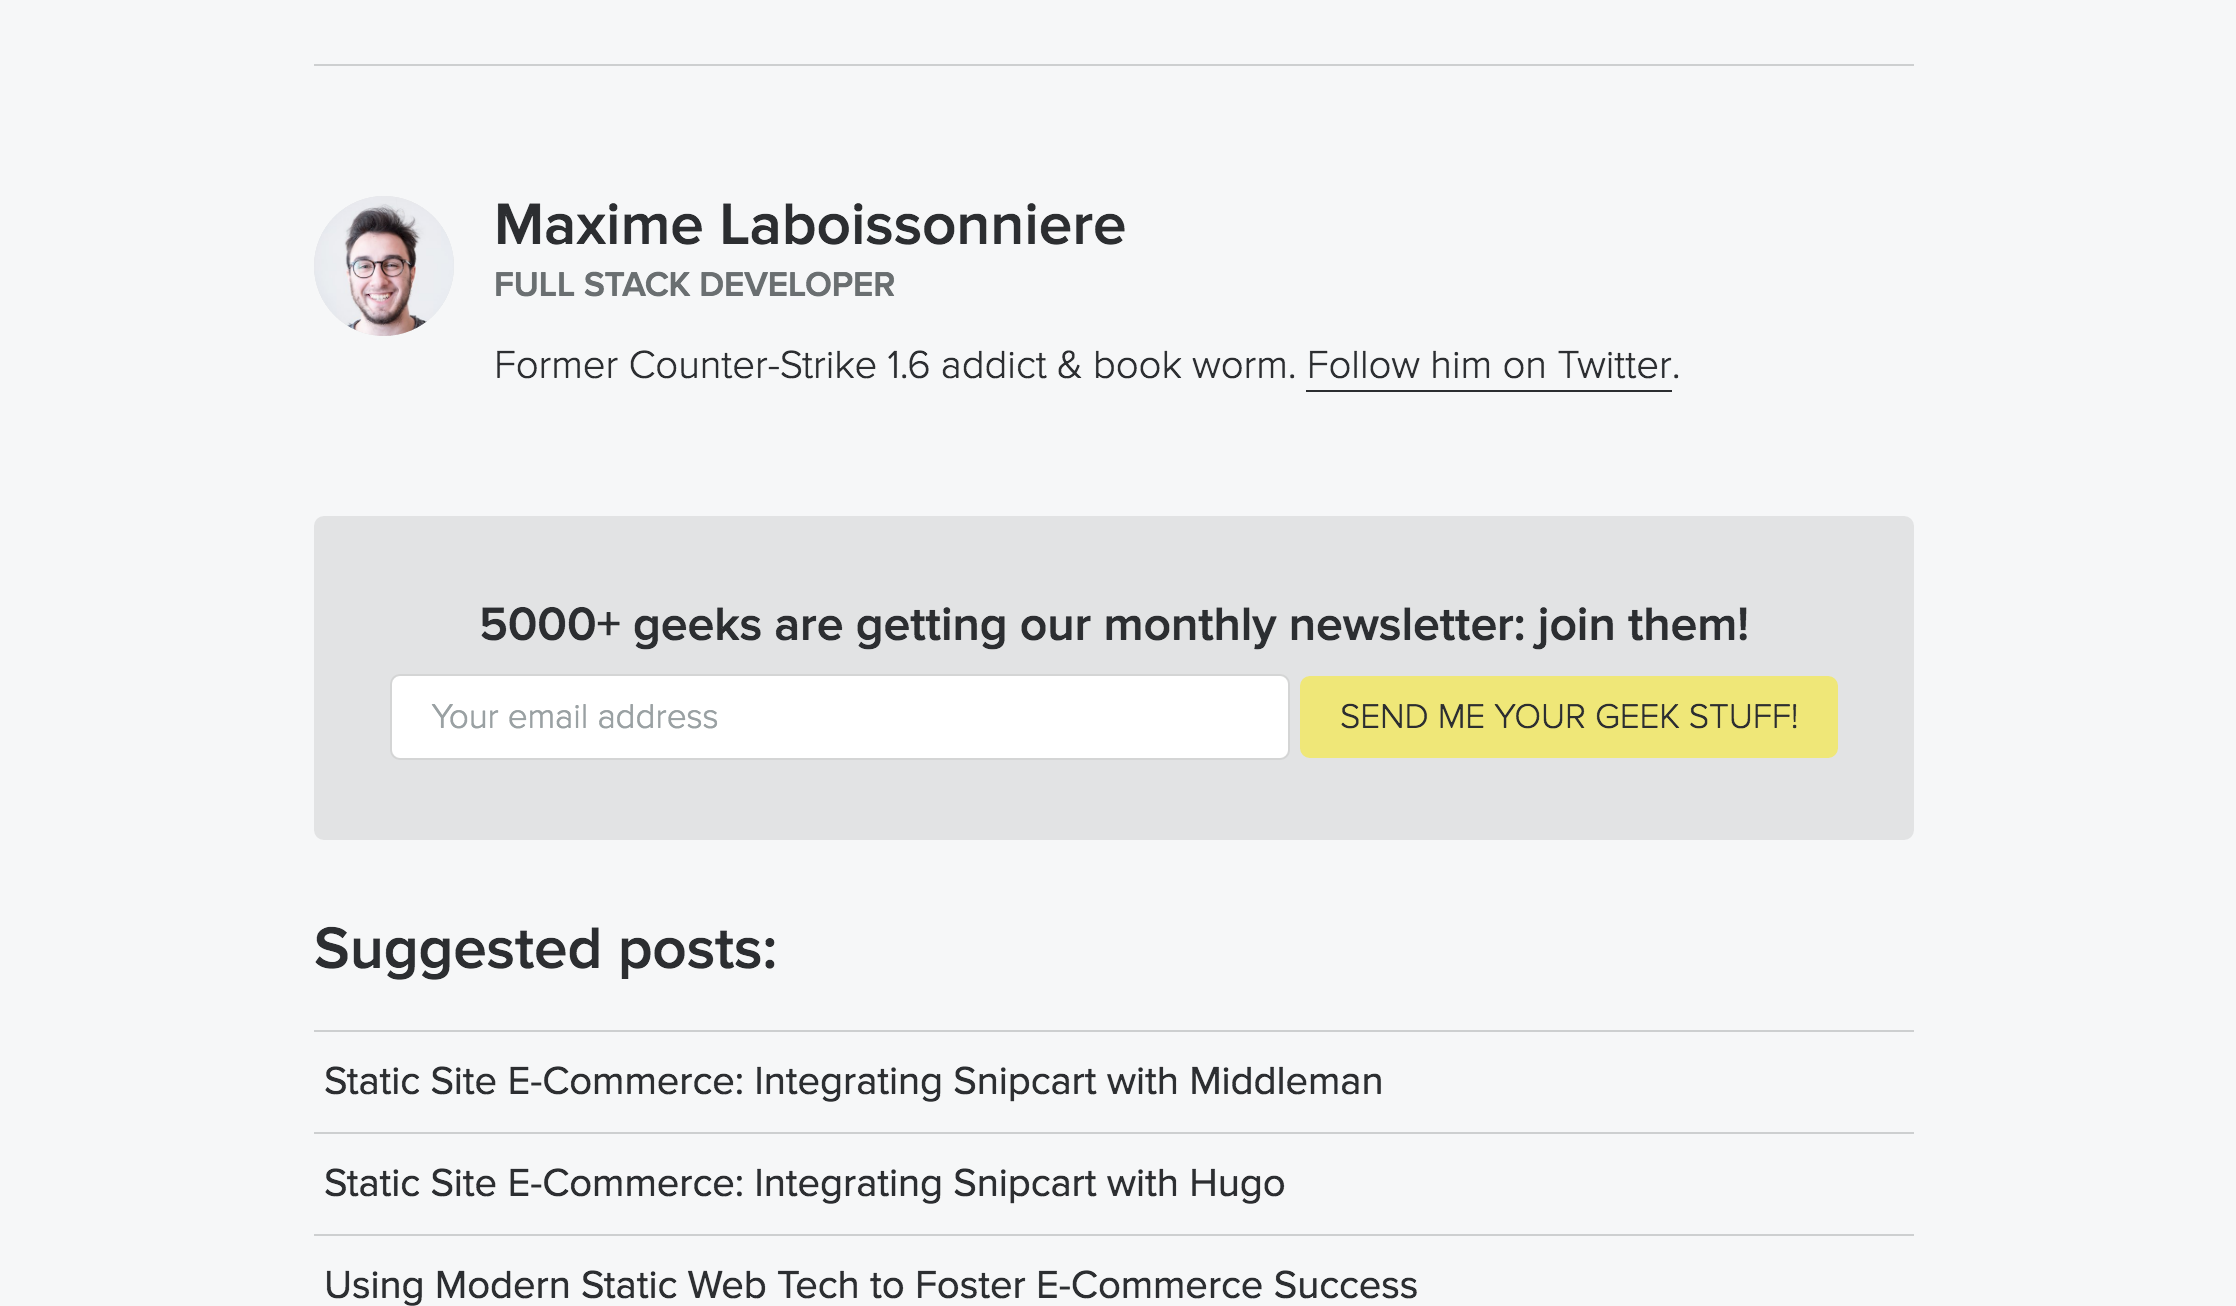 Maxime Laboissonniere
FULL STACK DEVELOPER
Former Counter-Strike 1.6 addict & book worm. Follow him on Twitter.
5000+ geeks are getting our monthly newsletter: join them!
Your email address
SEND ME YOUR GEEK STUFF!
Suggested posts:
Static Site E-Commerce: Integrating Snipcart with Middleman
Static Site E-Commerce: Integrating Snipcart with Hugo
Using Modern Static Web Tech to Foster E-Commerce Success